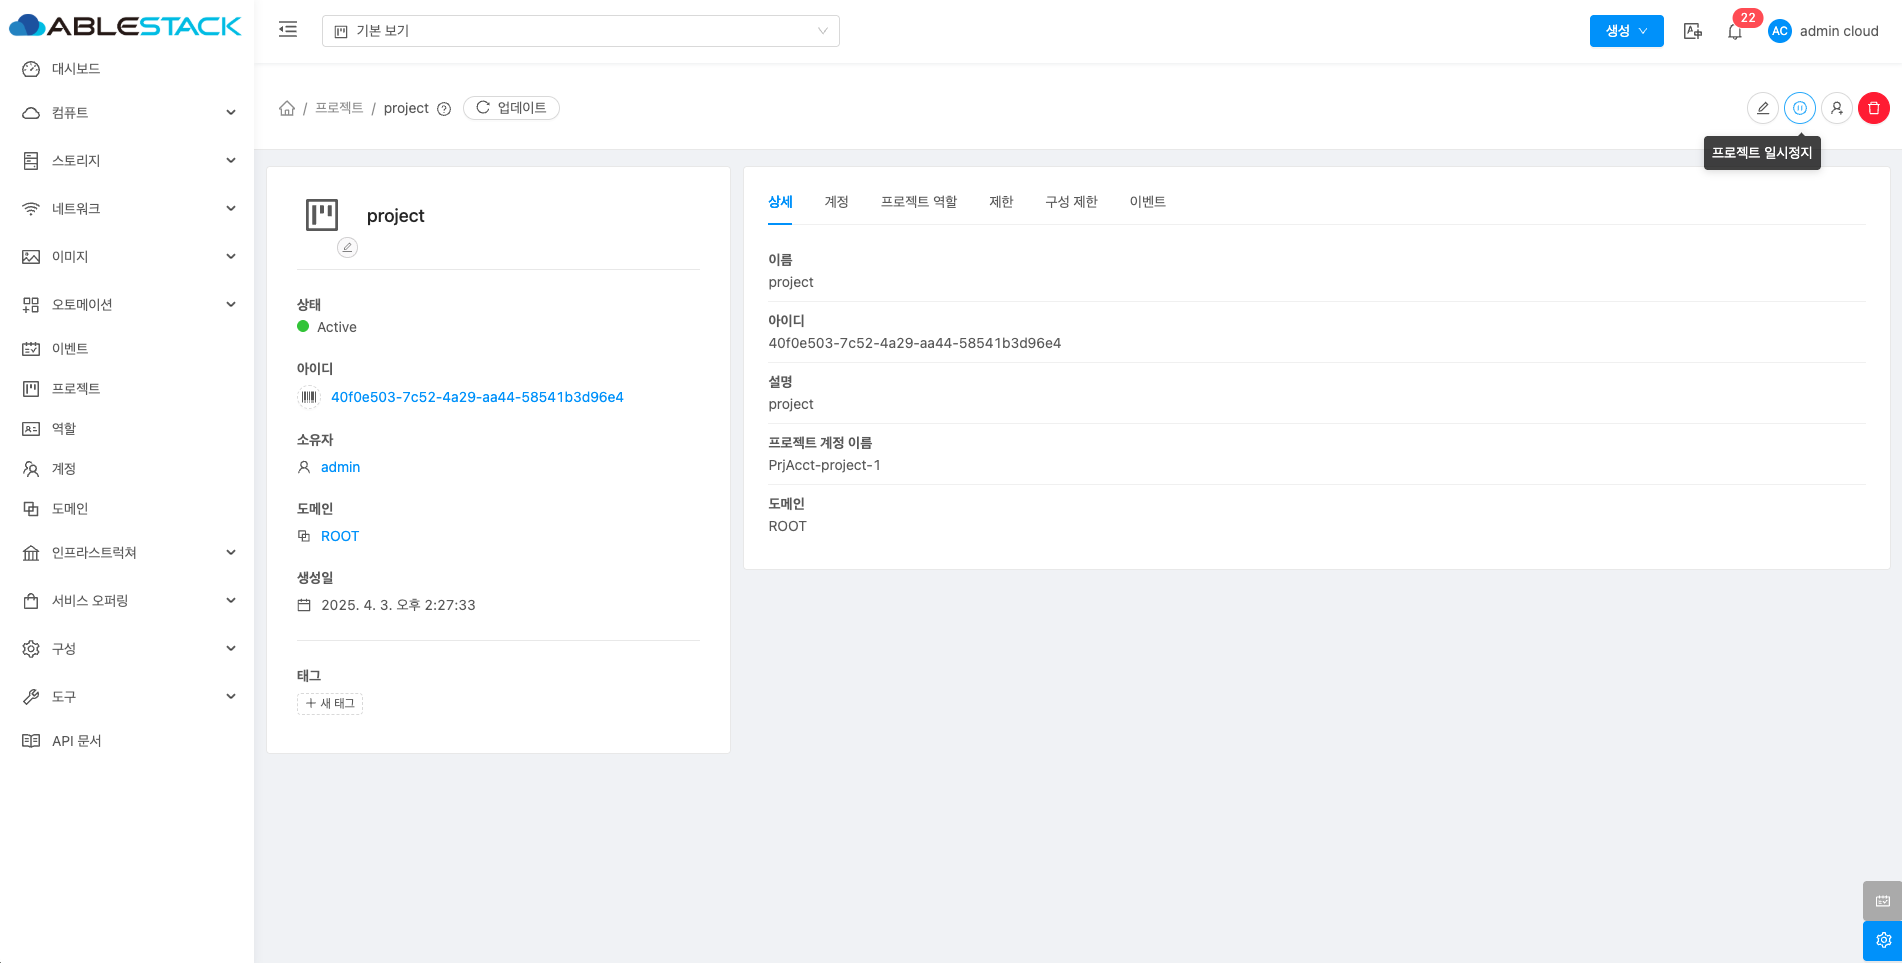 ABLESTACK
기본 보기
생성
22
AC
admin cloud
대시보드
컴퓨트
스토리지
네트워크
이미지
오토메이션
이벤트
프로젝트
역할
계정
도메인
인프라스트럭쳐
서비스 오퍼링
구성
도구
API 문서
/ 프로젝트 / project
업데이트
프로젝트 일시정지
project
상태
Active
아이디
40f0e503-7c52-4a29-aa44-58541b3d96e4
소유자
admin
도메인
ROOT
생성일
2025. 4. 3. 오후 2:27:33
태그
+ 새 태그
상세 계정 프로젝트 역할 제한 구성 제한 이벤트
이름
project
아이디
40f0e503-7c52-4a29-aa44-58541b3d96e4
설명
project
프로젝트 계정 이름
PrjAcct-project-1
도메인
ROOT